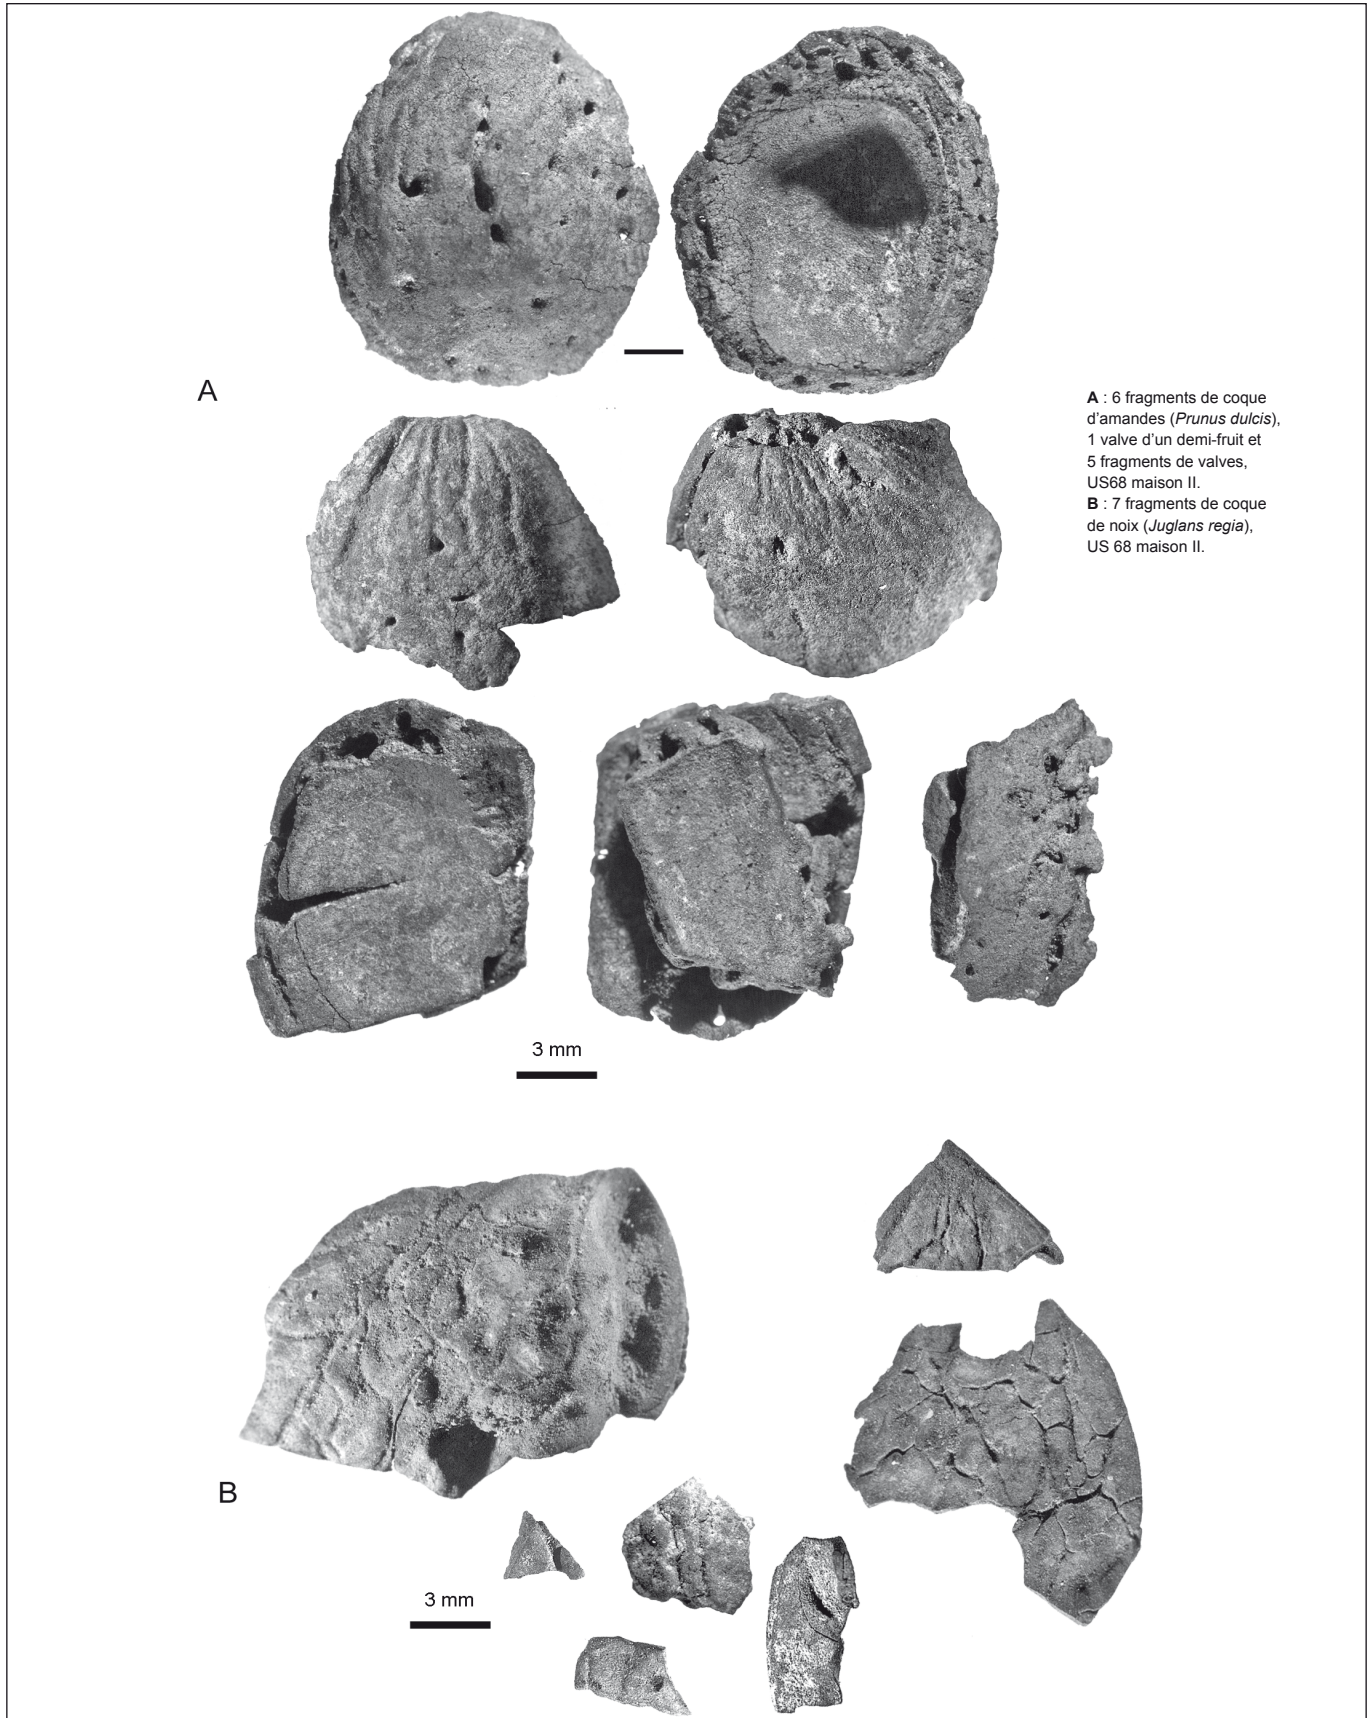 A
A : 6 fragments de coque
d'amandes (Prunus dulcis),
1 valve d'un demi-fruit et
5 fragments de valves,
US68 maison II.
B : 7 fragments de coque
de noix (Juglans regia),
US 68 maison II.
3 mm
B
3 mm